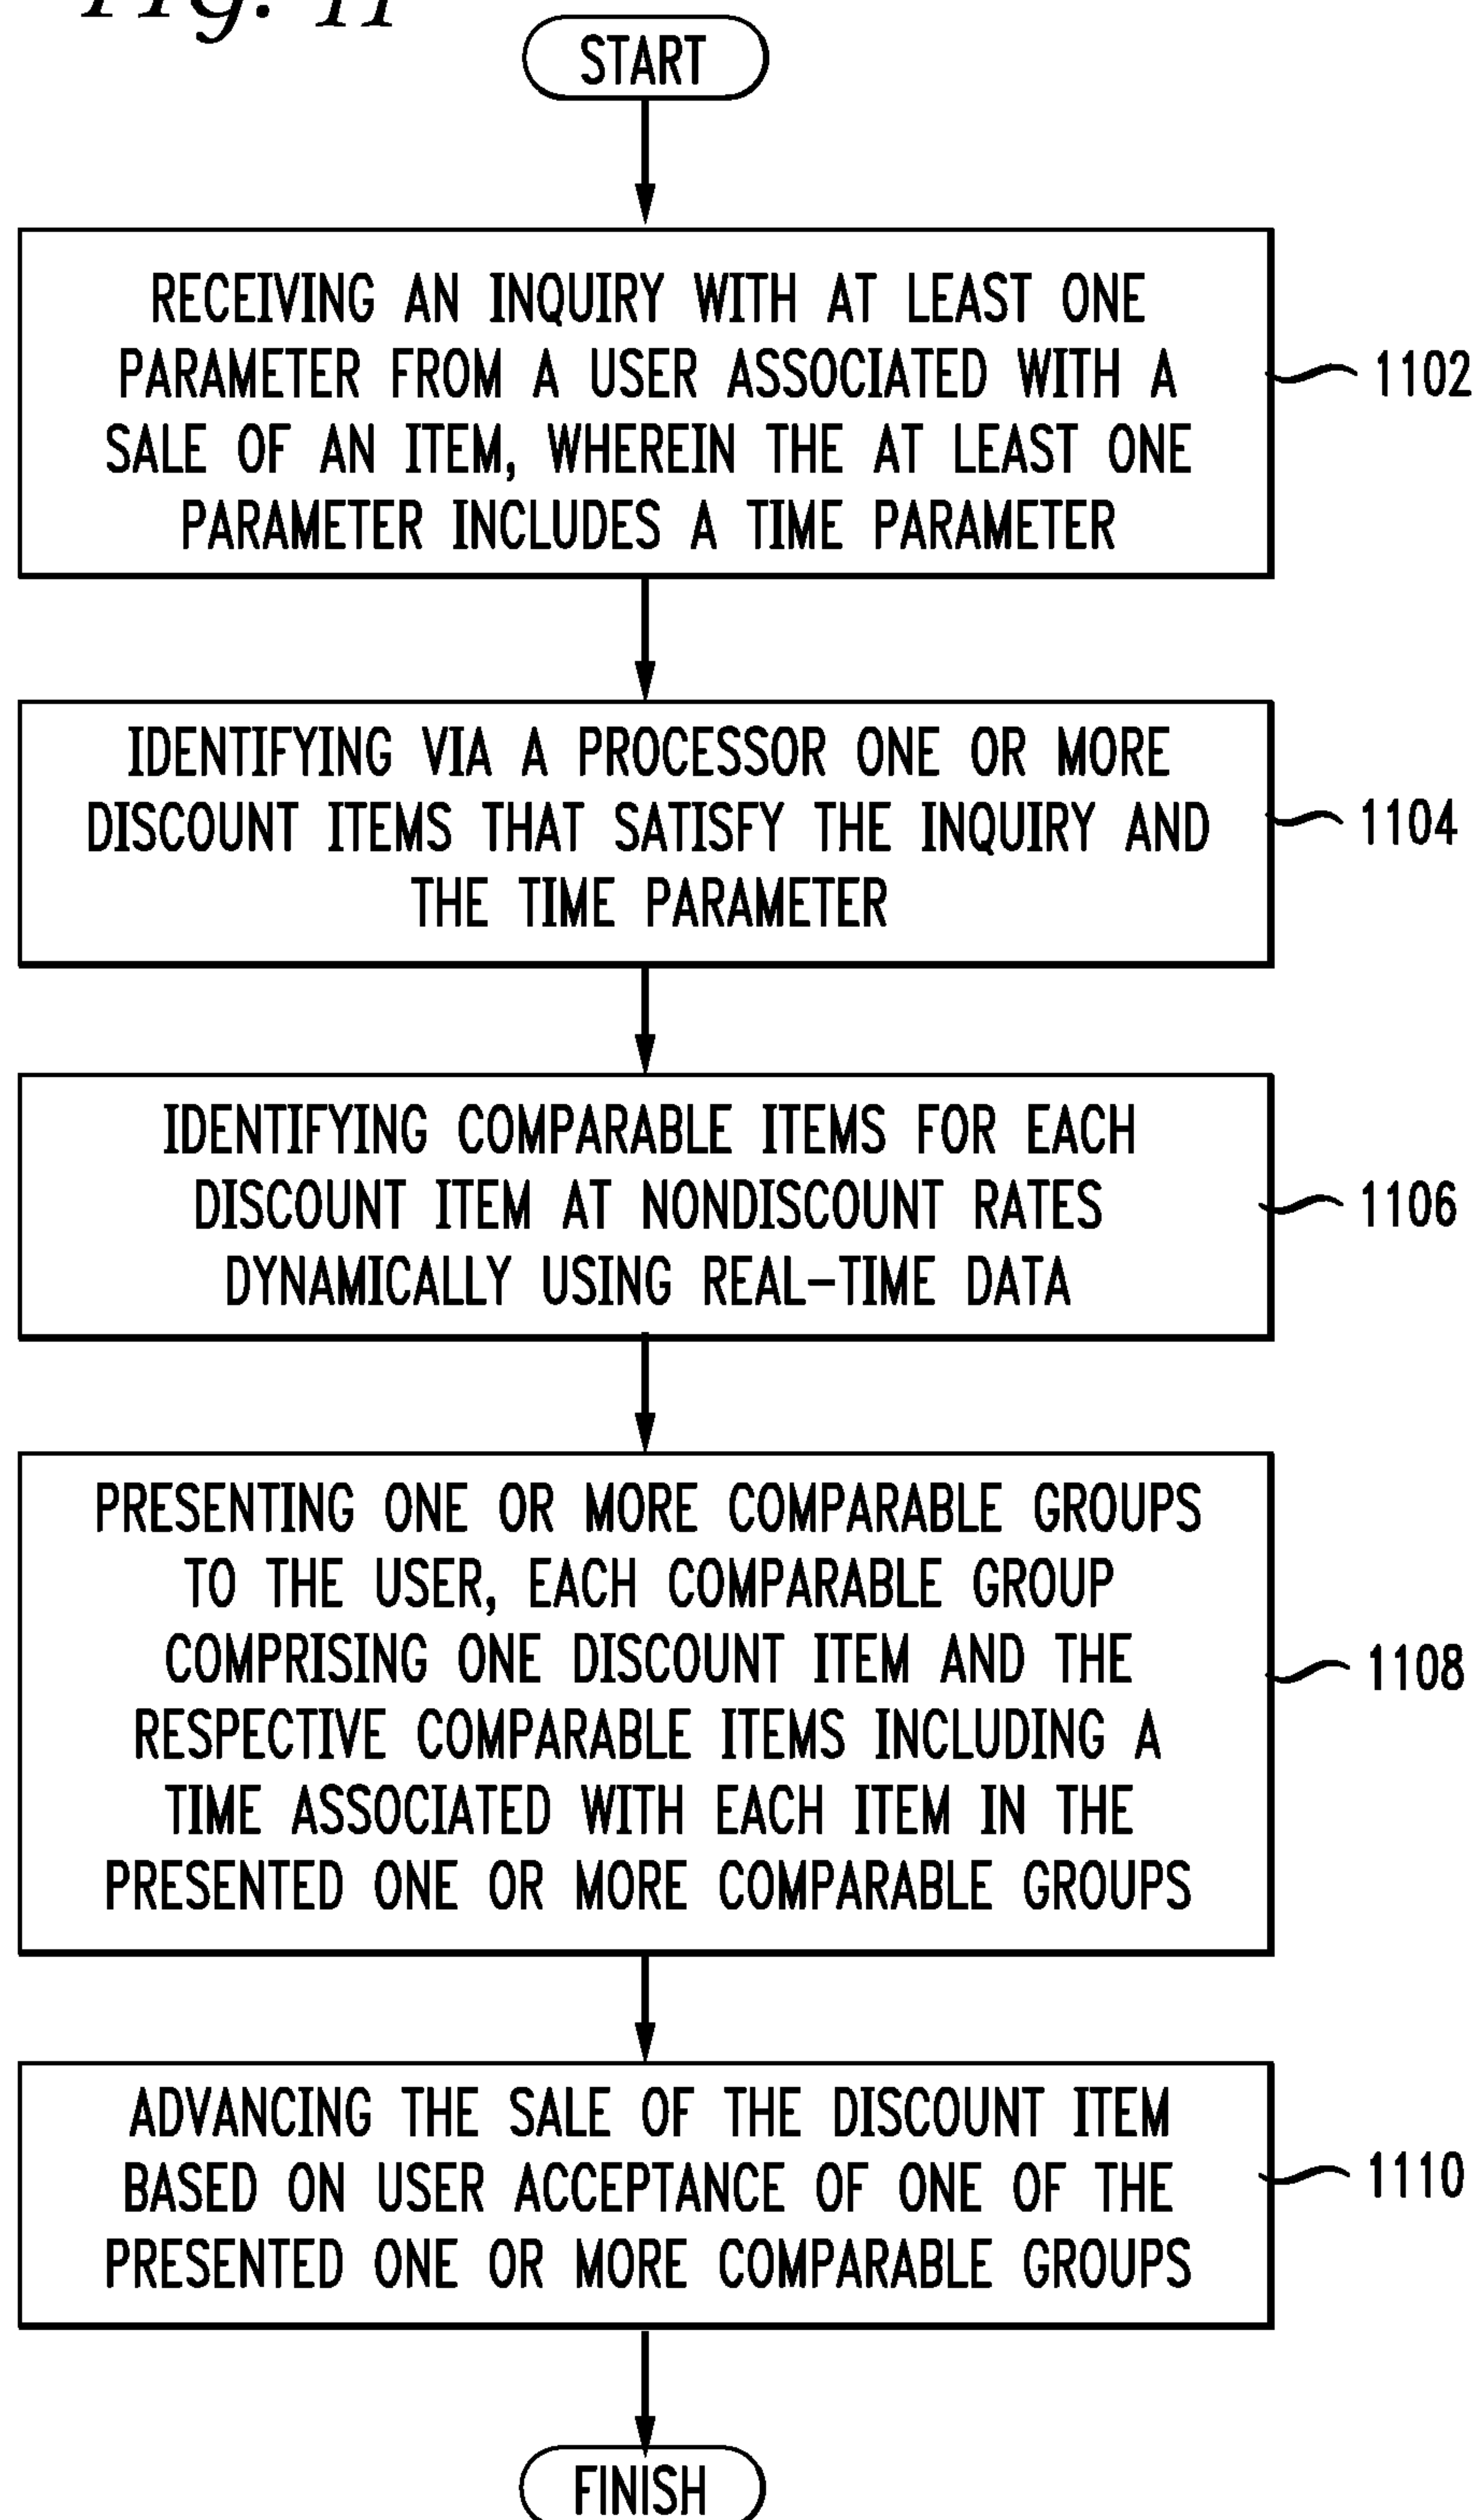 Fig. 11
START
RECEIVING AN INQUIRY WITH AT LEAST ONE
PARAMETER FROM A USER ASSOCIATED WITH A
SALE OF AN ITEM, WHEREIN THE AT LEAST ONE
PARAMETER INCLUDES A TIME PARAMETER
1102
IDENTIFYING VIA A PROCESSOR ONE OR MORE
DISCOUNT ITEMS THAT SATISFY THE INQUIRY AND
THE TIME PARAMETER
1104
IDENTIFYING COMPARABLE ITEMS FOR EACH
DISCOUNT ITEM AT NONDISCOUNT RATES
DYNAMICALLY USING REAL-TIME DATA
1106
PRESENTING ONE OR MORE COMPARABLE GROUPS
TO THE USER, EACH COMPARABLE GROUP
COMPRISING ONE DISCOUNT ITEM AND THE
RESPECTIVE COMPARABLE ITEMS INCLUDING A
TIME ASSOCIATED WITH EACH ITEM IN THE
PRESENTED ONE OR MORE COMPARABLE GROUPS
1108
ADVANCING THE SALE OF THE DISCOUNT ITEM
BASED ON USER ACCEPTANCE OF ONE OF THE
PRESENTED ONE OR MORE COMPARABLE GROUPS
1110
FINISH